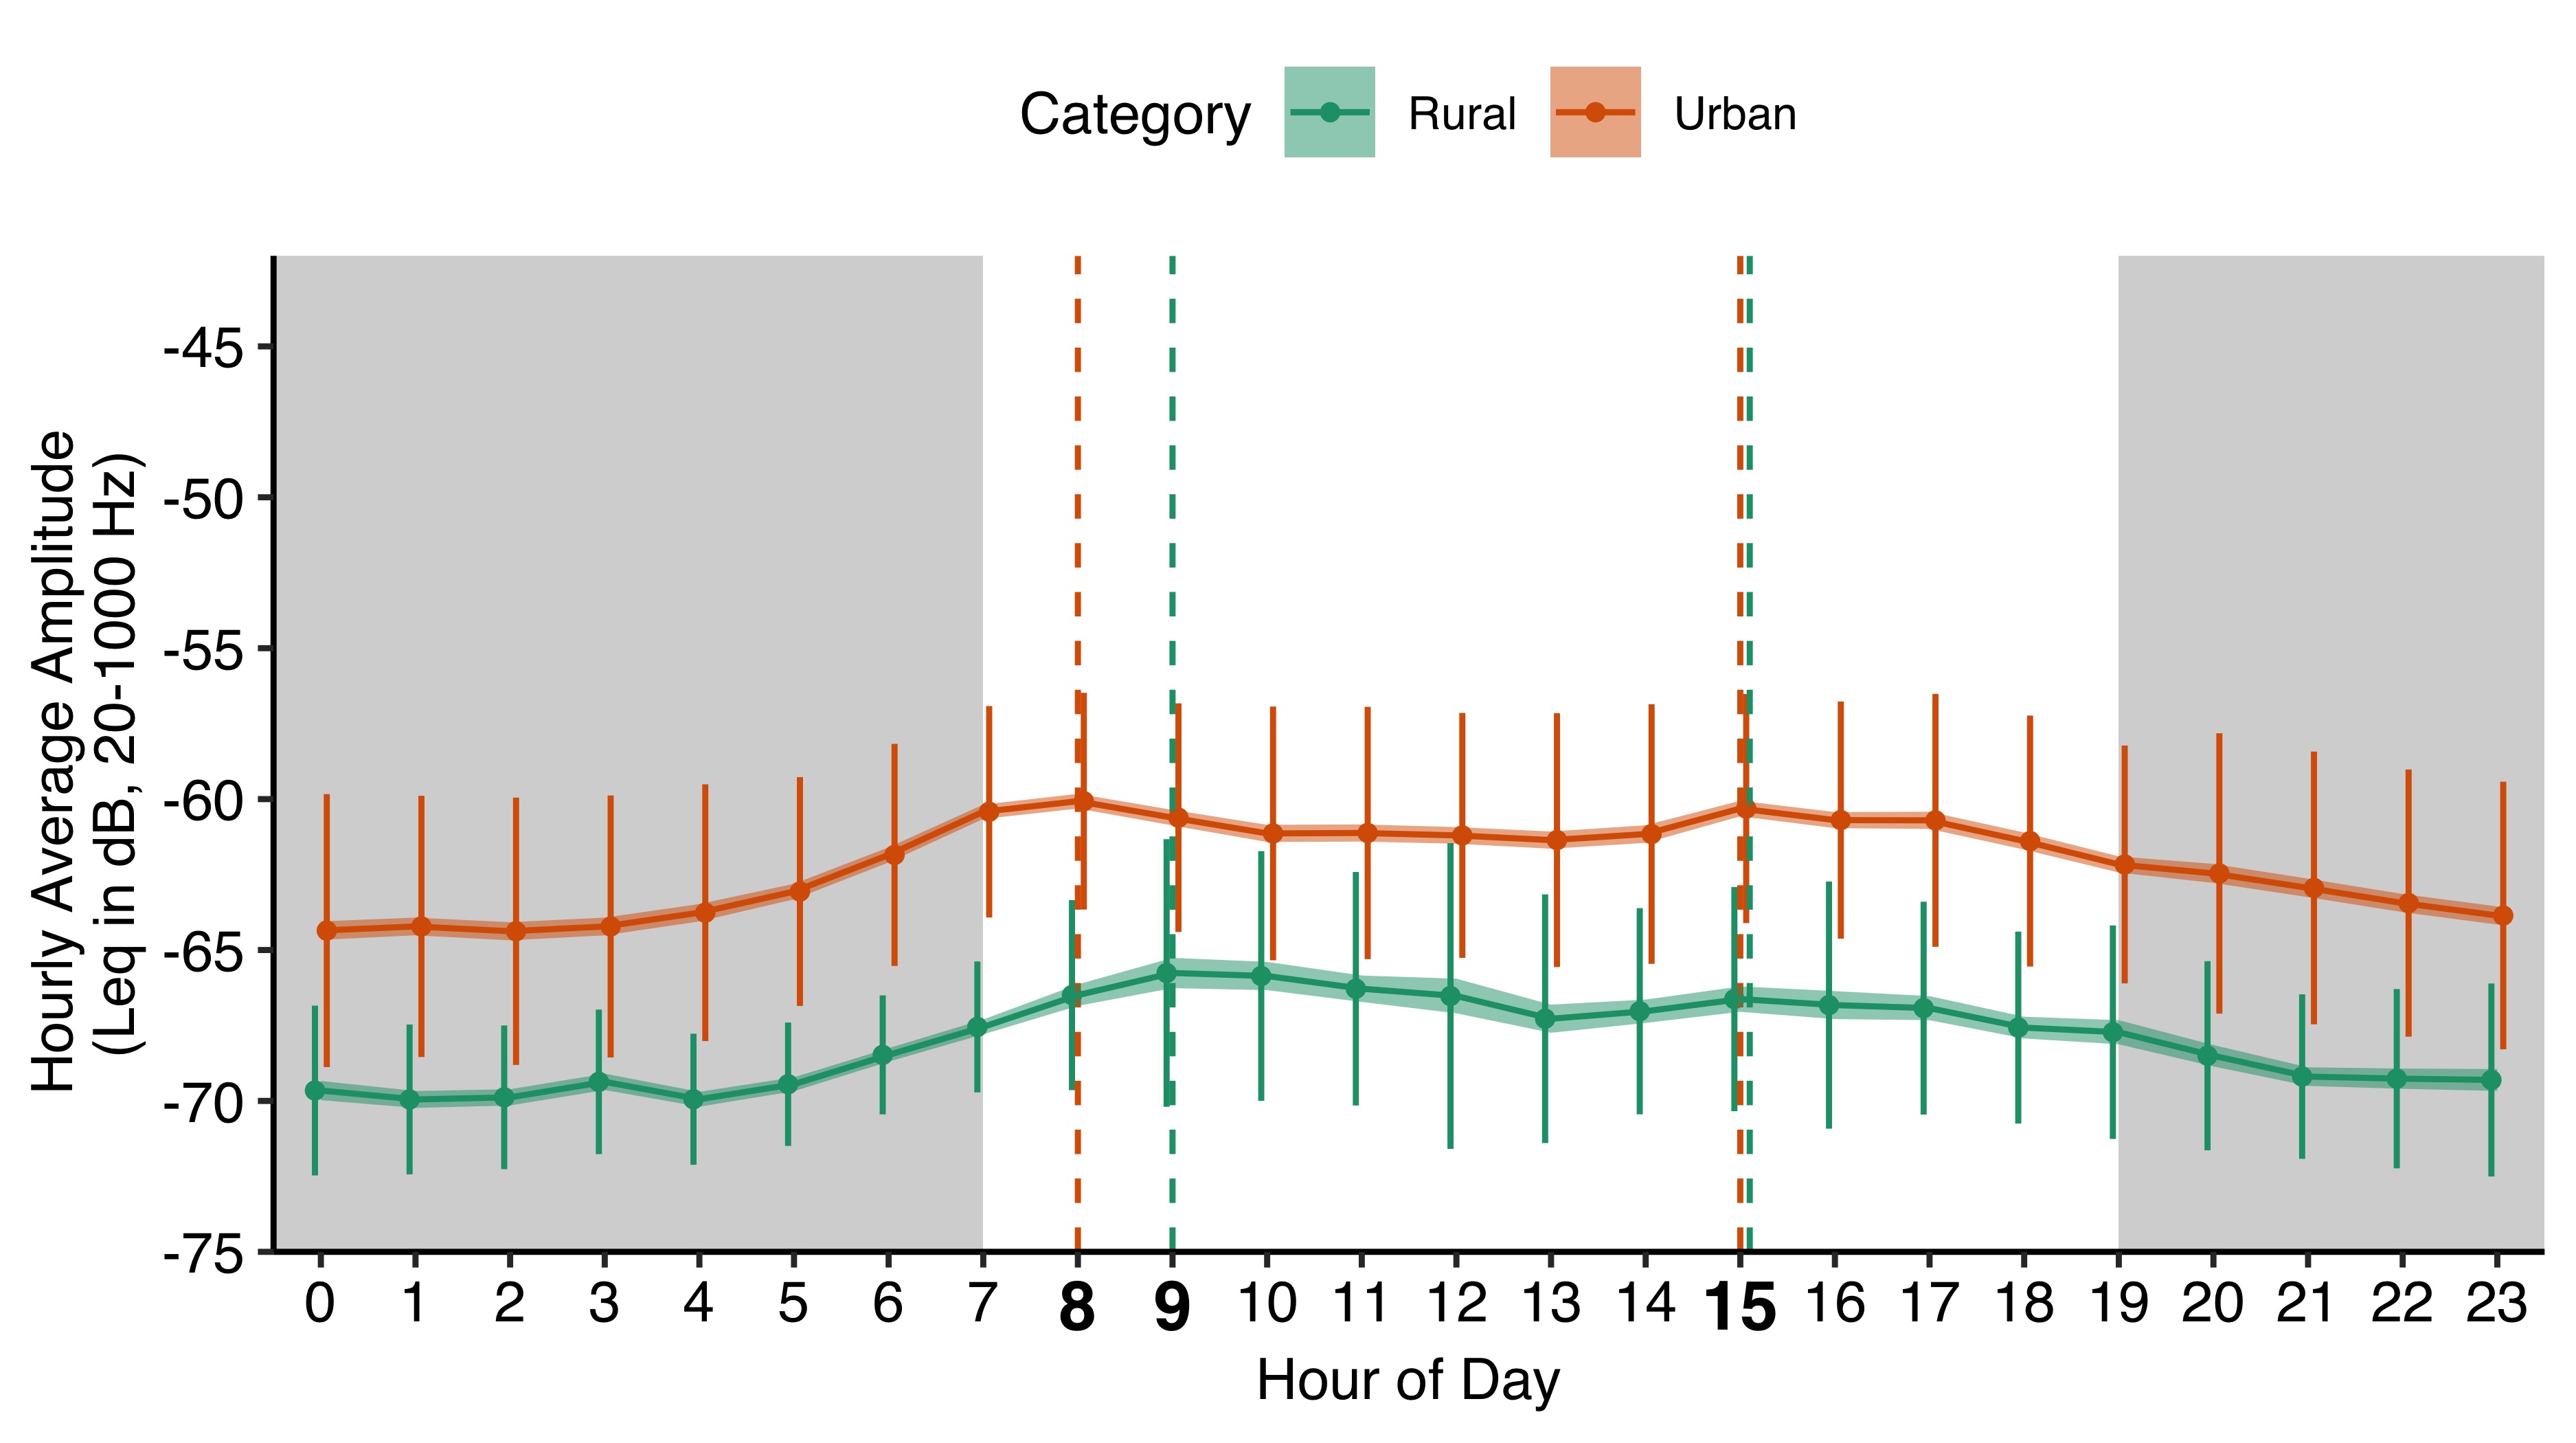 Category Rural Urban
Hourly Average Amplitude
(Leq in dB, 20-1000 Hz)
-45
-50
-55
-60
-65
-70
-75
0 1 2 3 4 5 6 7 8 9 10 11 12 13 14 15 16 17 18 19 20 21 22 23
Hour of Day